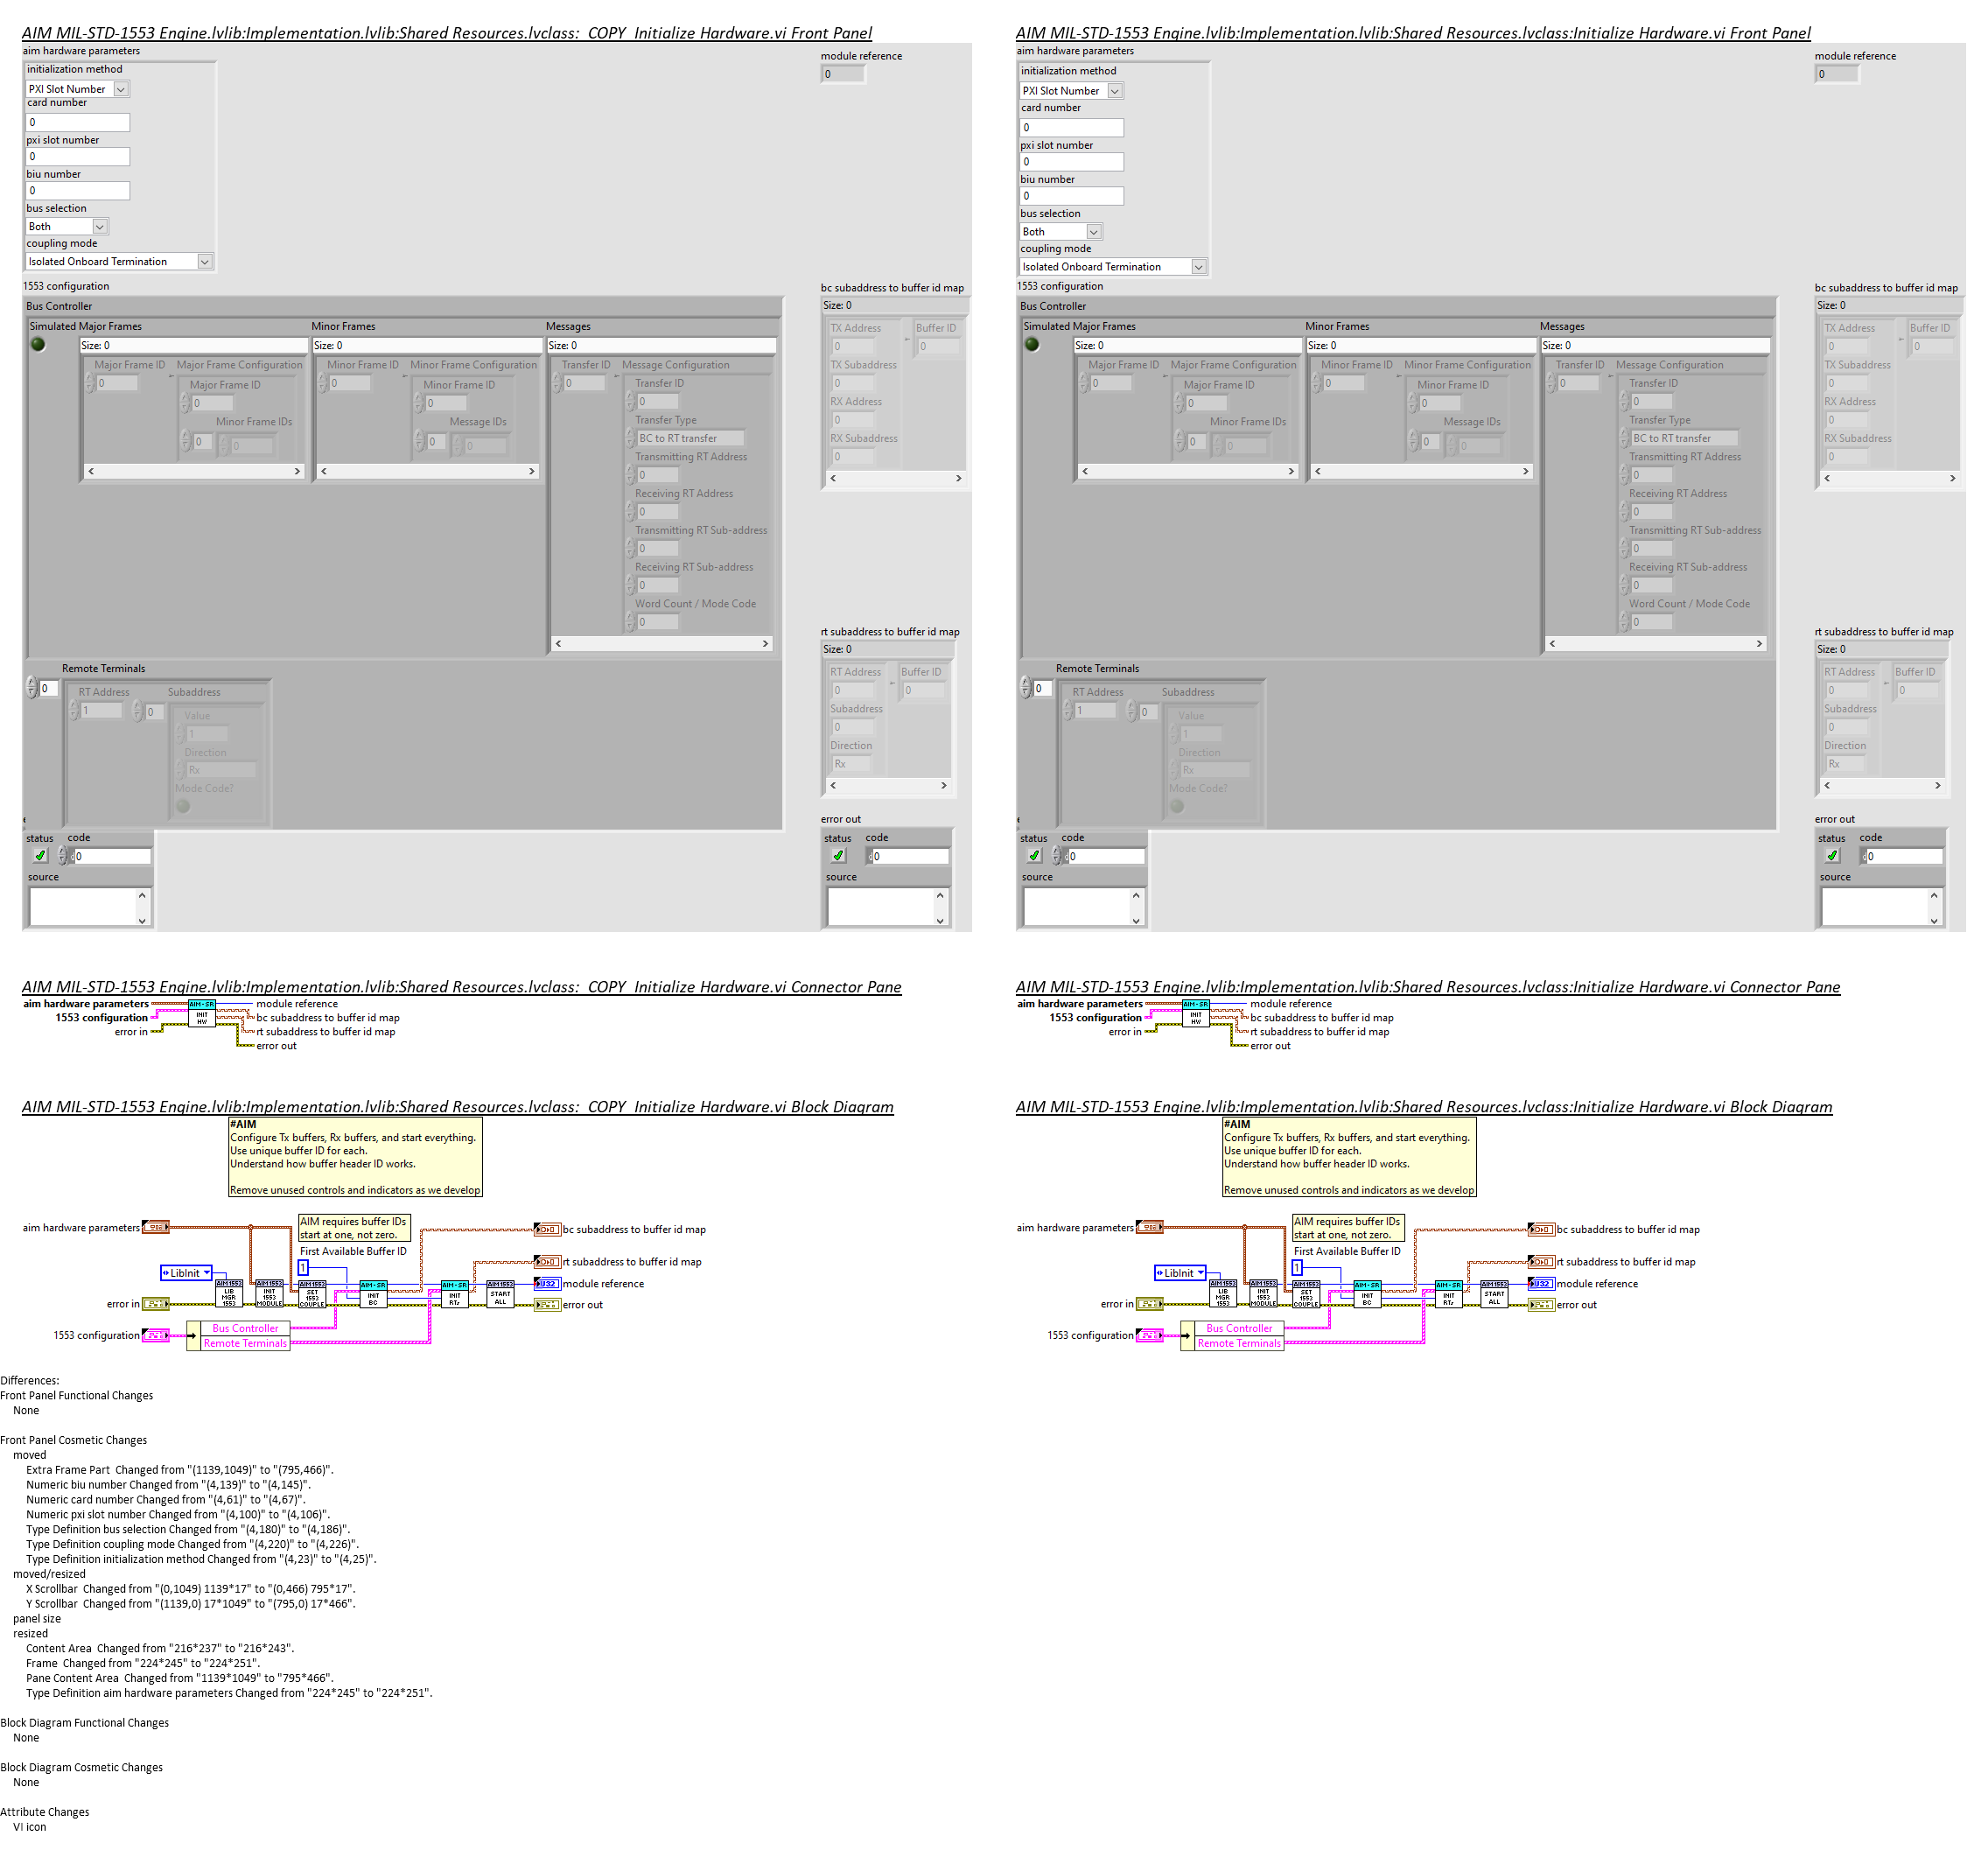 AIM MIL-STD-1553 Engine.lvlib:Implementation.lvlib:Shared Resources.lvclass:  COPY  Initialize Hardware.vi Front Panel
aim hardware parameters
initialization method
PXI Slot Number
card number
0
pxi slot number
0
biu number
0
bus selection
Both
coupling mode
Isolated Onboard Termination
module reference
0
1553 configuration
Bus Controller
Simulated Major Frames
Minor Frames
Messages
Size: 0
Size: 0
Size: 0
Major Frame ID
0
Major Frame Configuration
Major Frame ID
0
Minor Frame IDs
0
0
Minor Frame ID
0
Minor Frame Configuration
Minor Frame ID
0
Message IDs
0
0
Transfer ID
0
Message Configuration
Transfer ID
0
Transfer Type
BC to RT transfer
Transmitting RT Address
0
Receiving RT Address
0
Transmitting RT Sub-address
0
Receiving RT Sub-address
0
Word Count / Mode Code
0
Remote Terminals
0
RT Address
1
0
Subaddress
Value
1
Direction
Rx
Mode Code?
bc subaddress to buffer id map
Size: 0
TX Address
0
TX Subaddress
0
RX Address
0
RX Subaddress
0
Buffer ID
0
rt subaddress to buffer id map
Size: 0
RT Address
0
Subaddress
0
Direction
Rx
Buffer ID
0
status code
0
source
error out
status code
0
source
AIM MIL-STD-1553 Engine.lvlib:Implementation.lvlib:Shared Resources.lvclass:Initialize Hardware.vi Front Panel
aim hardware parameters
initialization method
PXI Slot Number
card number
0
pxi slot number
0
biu number
0
bus selection
Both
coupling mode
Isolated Onboard Termination
module reference
0
1553 configuration
Bus Controller
Simulated Major Frames
Minor Frames
Messages
Size: 0
Size: 0
Size: 0
Major Frame ID
0
Major Frame Configuration
Major Frame ID
0
Minor Frame IDs
0
0
Minor Frame ID
0
Minor Frame Configuration
Minor Frame ID
0
Message IDs
0
0
Transfer ID
0
Message Configuration
Transfer ID
0
Transfer Type
BC to RT transfer
Transmitting RT Address
0
Receiving RT Address
0
Transmitting RT Sub-address
0
Receiving RT Sub-address
0
Word Count / Mode Code
0
Remote Terminals
0
RT Address
1
0
Subaddress
Value
1
Direction
Rx
Mode Code?
bc subaddress to buffer id map
Size: 0
TX Address
0
TX Subaddress
0
RX Address
0
RX Subaddress
0
Buffer ID
0
rt subaddress to buffer id map
Size: 0
RT Address
0
Subaddress
0
Direction
Rx
Buffer ID
0
status code
0
source
error out
status code
0
source
AIM MIL-STD-1553 Engine.lvlib:Implementation.lvlib:Shared Resources.lvclass:  COPY  Initialize Hardware.vi Connector Pane
aim hardware parameters
1553 configuration
error in
AIM-SR
INIT
HW
module reference
bc subaddress to buffer id map
rt subaddress to buffer id map
error out
AIM MIL-STD-1553 Engine.lvlib:Implementation.lvlib:Shared Resources.lvclass:Initialize Hardware.vi Connector Pane
aim hardware parameters
1553 configuration
error in
AIM-SR
INIT
HW
module reference
bc subaddress to buffer id map
rt subaddress to buffer id map
error out
AIM MIL-STD-1553 Engine.lvlib:Implementation.lvlib:Shared Resources.lvclass:  COPY  Initialize Hardware.vi Block Diagram
#AIM
Configure Tx buffers, Rx buffers, and start everything.
Use unique buffer ID for each.
Understand how buffer header ID works.
Remove unused controls and indicators as we develop
aim hardware parameters
AIM requires buffer IDs
start at one, not zero.
First Available Buffer ID
1
LibInit
error in
1553 configuration
AIM1553
LIB
MGR
1553
AIM1553
INIT
1553
MODULE
AIM1553
SET
1553
COUPLE
AIM-SR
INIT
BC
AIM-SR
INIT
RTs
AIM1553
START
ALL
Bus Controller
Remote Terminals
bc subaddress to buffer id map
rt subaddress to buffer id map
U32
module reference
error out
AIM MIL-STD-1553 Engine.lvlib:Implementation.lvlib:Shared Resources.lvclass:Initialize Hardware.vi Block Diagram
#AIM
Configure Tx buffers, Rx buffers, and start everything.
Use unique buffer ID for each.
Understand how buffer header ID works.
Remove unused controls and indicators as we develop
aim hardware parameters
AIM requires buffer IDs
start at one, not zero.
First Available Buffer ID
1
LibInit
error in
1553 configuration
AIM1553
LIB
MGR
1553
AIM1553
INIT
1553
MODULE
AIM1553
SET
1553
COUPLE
AIM-SR
INIT
BC
AIM-SR
INIT
RTs
AIM1553
START
ALL
Bus Controller
Remote Terminals
bc subaddress to buffer id map
rt subaddress to buffer id map
U32
module reference
error out
Differences:
Front Panel Functional Changes
None
Front Panel Cosmetic Changes
moved
Extra Frame Part  Changed from "(1139,1049)" to "(795,466)".
Numeric biu number Changed from "(4,139)" to "(4,145)".
Numeric card number Changed from "(4,61)" to "(4,67)".
Numeric pxi slot number Changed from "(4,100)" to "(4,106)".
Type Definition bus selection Changed from "(4,180)" to "(4,186)".
Type Definition coupling mode Changed from "(4,220)" to "(4,226)".
Type Definition initialization method Changed from "(4,23)" to "(4,25)".
moved/resized
X Scrollbar  Changed from "(0,1049) 1139*17" to "(0,466) 795*17".
Y Scrollbar  Changed from "(1139,0) 17*1049" to "(795,0) 17*466".
panel size
resized
Content Area  Changed from "216*237" to "216*243".
Frame  Changed from "224*245" to "224*251".
Pane Content Area  Changed from "1139*1049" to "795*466".
Type Definition aim hardware parameters Changed from "224*245" to "224*251".
Block Diagram Functional Changes
None
Block Diagram Cosmetic Changes
None
Attribute Changes
VI icon